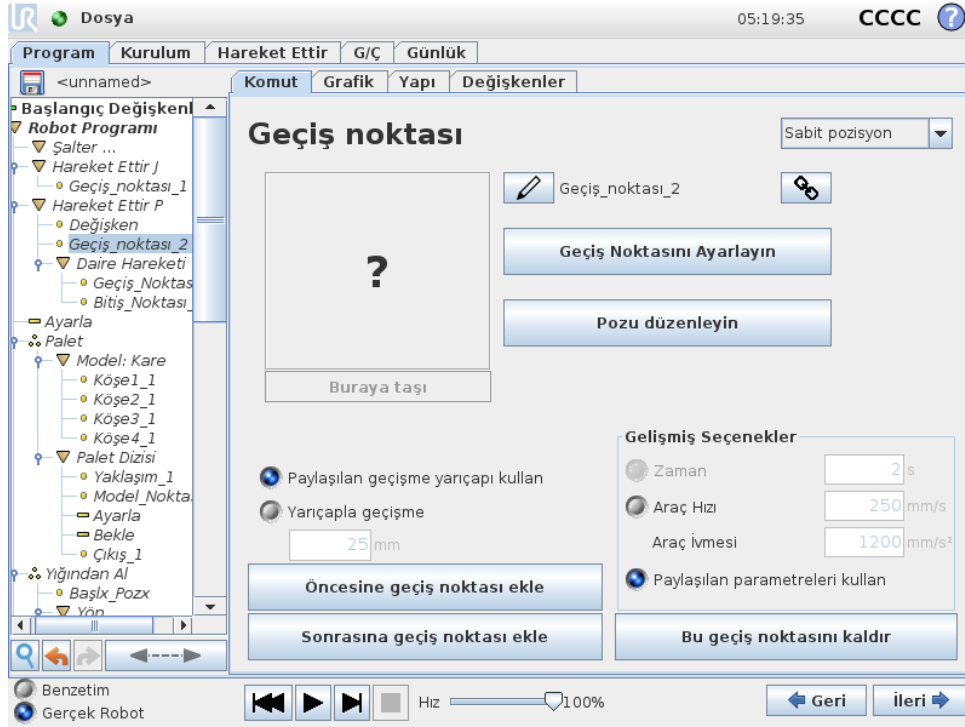 UR Dosya 05:19:35 CCCC ?
Program Kurulum Hareket Ettir G/Ç Günlük
<unnamed>
Komut Grafik Yapı Değişkenler
Başlangıç Değişkenl
Robot Programı
Şalter ...
Hareket Ettir J
Geçiş_noktası_1
Hareket Ettir P
Değişken
Geçiş_noktası_2
Daire Hareketi
Geçiş_Noktas
Bitiş_Noktası_
Ayarla
Palet
Model: Kare
Köşe1_1
Köşe2_1
Köşe3_1
Köşe4_1
Palet Dizisi
Yaklaşım_1
Model_Nokta
Ayarla
Bekle
Çıkış_1
Yığından Al
Başlx_Pozx
Yön
Geçiş noktası
Sabit pozisyon
?
Geçiş_noktası_2
Geçiş Noktasını Ayarlayın
Pozu düzenleyin
Buraya taşı
Paylaşılan geçişme yarıçapı kullan
Yarıçapla geçişme
25 mm
Gelişmiş Seçenekler
Zaman 2 s
Araç Hızı 250 mm/s
Araç İvmesi 1200 mm/s²
Paylaşılan parametreleri kullan
Öncesine geçiş noktası ekle
Sonrasına geçiş noktası ekle
Bu geçiş noktasını kaldır
Benzetim
Gerçek Robot
Hız 100%
Geri
İleri